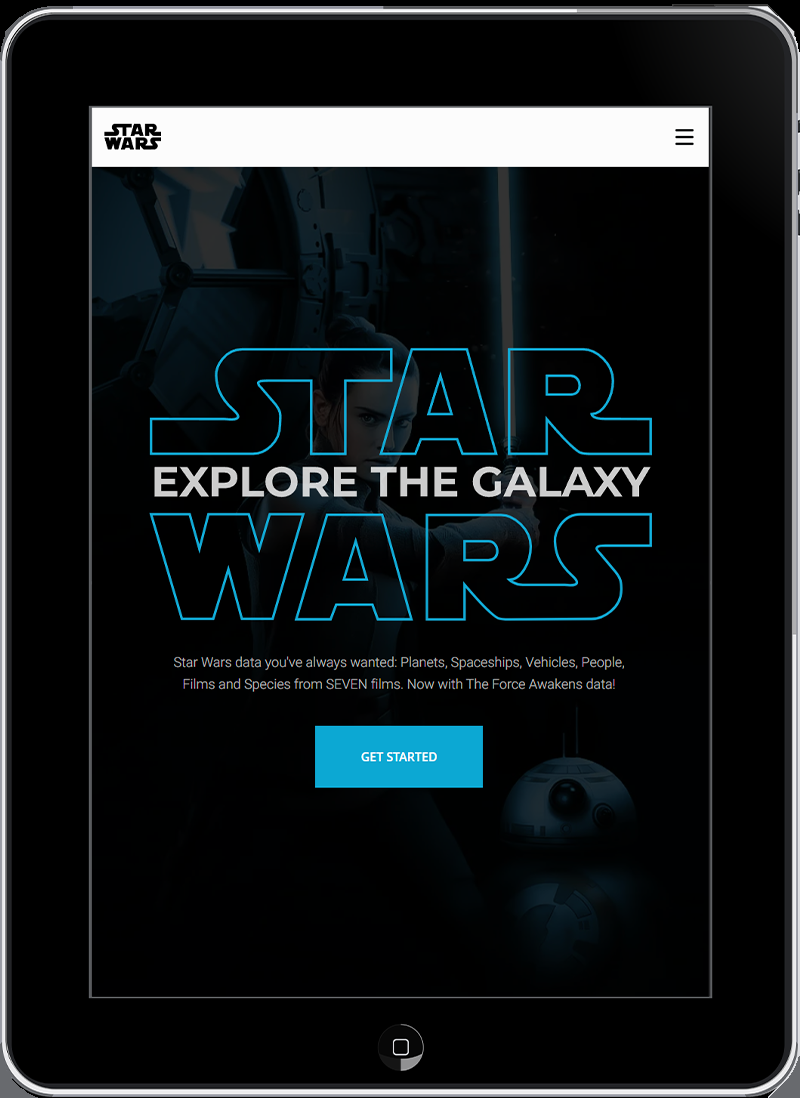 STAR
WARS
STAR
EXPLORE THE GALAXY
WARS
Star Wars data you've always wanted: Planets, Spaceships, Vehicles, People,
Films and Species from SEVEN films. Now with The Force Awakens data!
GET STARTED